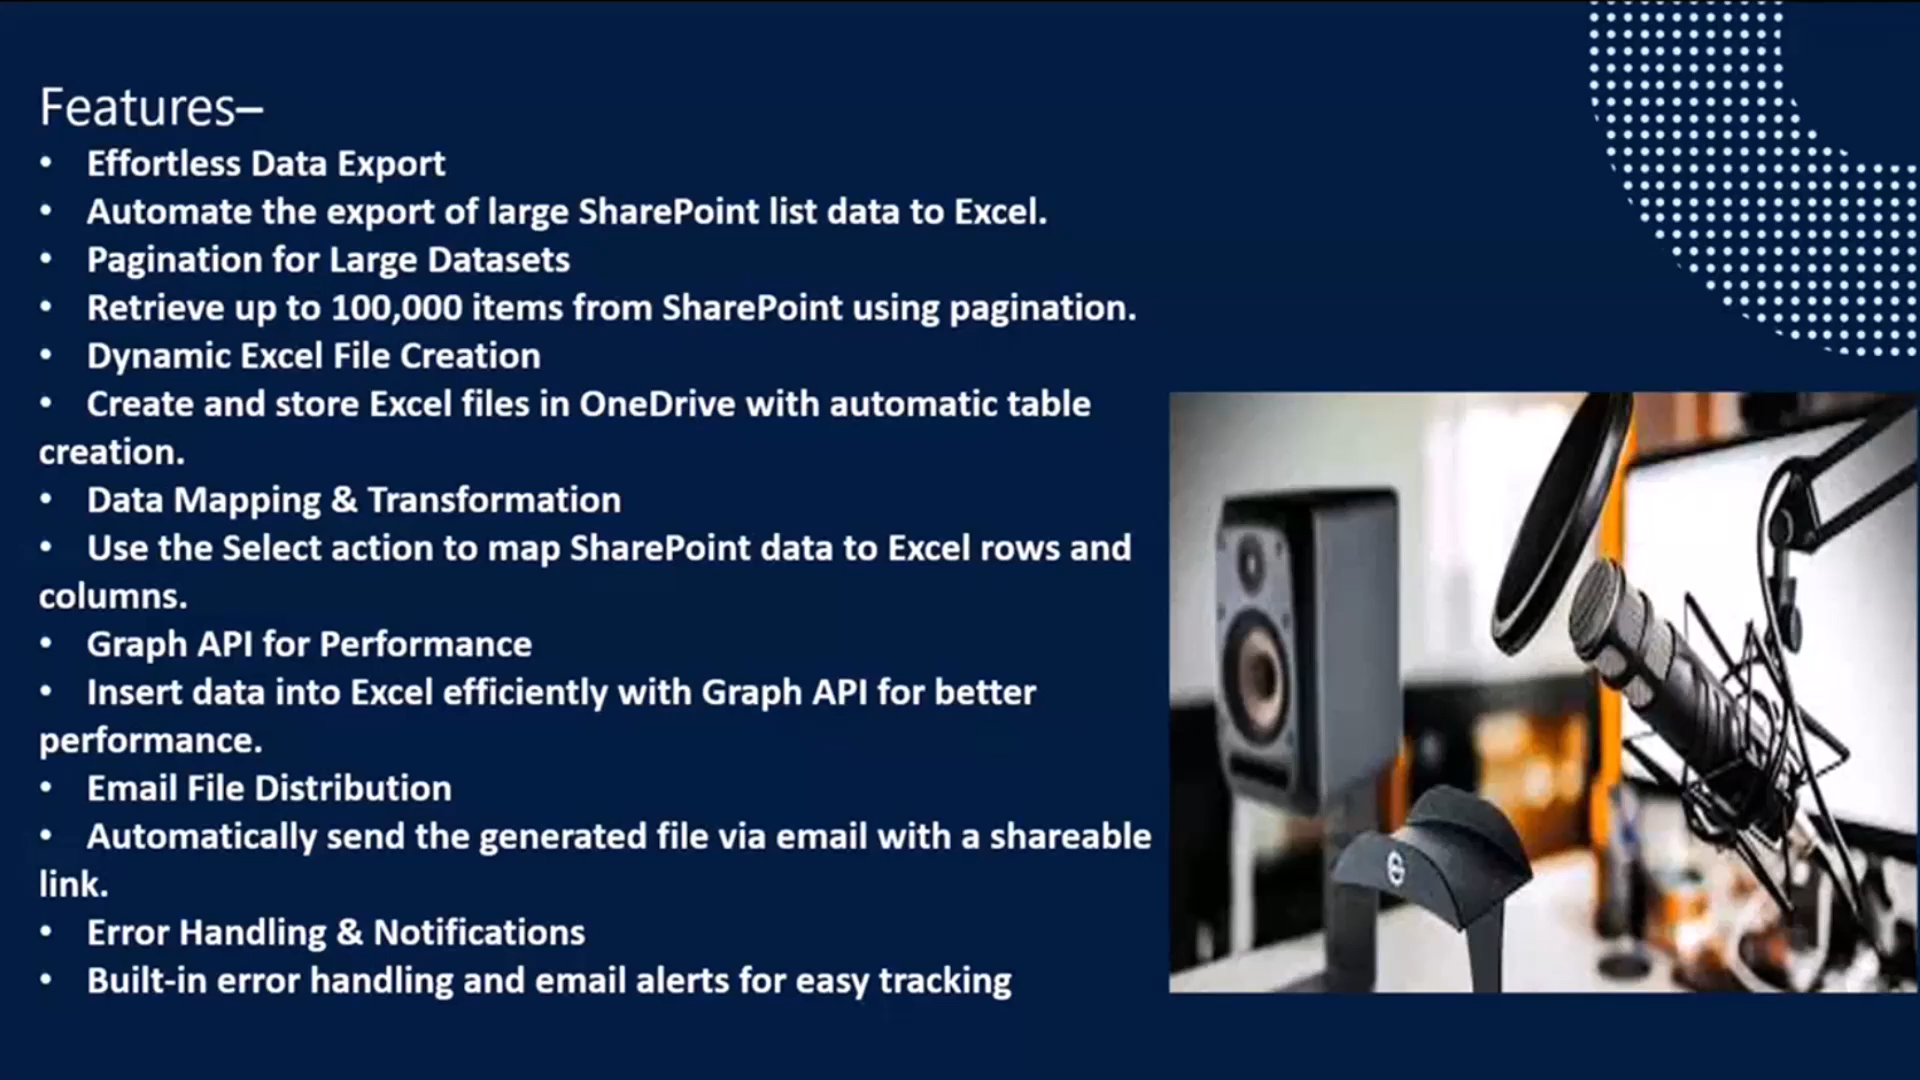 Features–
• Effortless Data Export
• Automate the export of large SharePoint list data to Excel.
• Pagination for Large Datasets
• Retrieve up to 100,000 items from SharePoint using pagination.
• Dynamic Excel File Creation
• Create and store Excel files in OneDrive with automatic table
creation.
• Data Mapping & Transformation
• Use the Select action to map SharePoint data to Excel rows and
columns.
• Graph API for Performance
• Insert data into Excel efficiently with Graph API for better
performance.
• Email File Distribution
• Automatically send the generated file via email with a shareable
link.
• Error Handling & Notifications
• Built-in error handling and email alerts for easy tracking